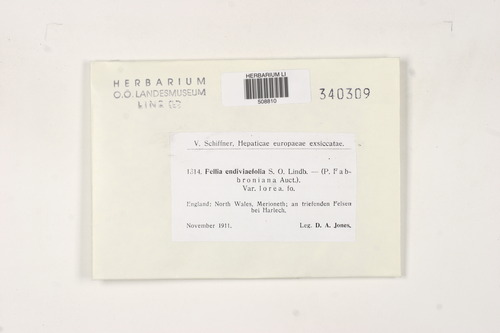 HERBARIUM
O.Ö. LANDESMUSEUM
LINZ
HERBARIUM LI
508810
340309
V. Schiffner, Hepaticae europaeae exsiccatae.
Fellia endiviaefolia S. O. Lindb. — (P. Fab-
broniana Auct.).
Var. lorea. fo.
England: North Wales, Merioneth; an triefenden Felsen
bei Harlech.
November 1911. Leg. D. A. Jones.